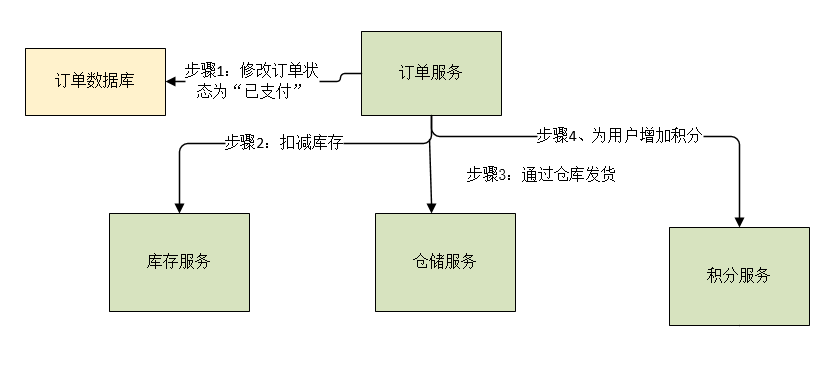 订单数据库
步骤1：修改订单状
态为“已支付”
订单服务
步骤2：扣减库存
步骤4、为用户增加积分
步骤3：通过仓库发货
库存服务
仓储服务
积分服务